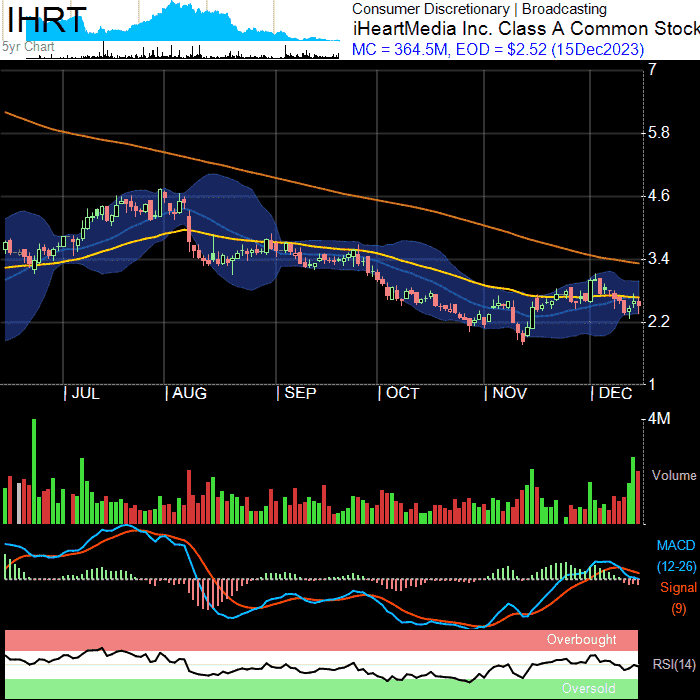 IHRT
5yr Chart
Consumer Discretionary | Broadcasting
iHeartMedia Inc. Class A Common Stock
MC = 364.5M, EOD = $2.52 (15Dec2023)
7
5.8
4.6
3.4
2.2
1
JUL AUG SEP OCT NOV DEC
4M
Volume
MACD
(12-26)
Signal
(9)
Overbought
RSI(14)
Oversold